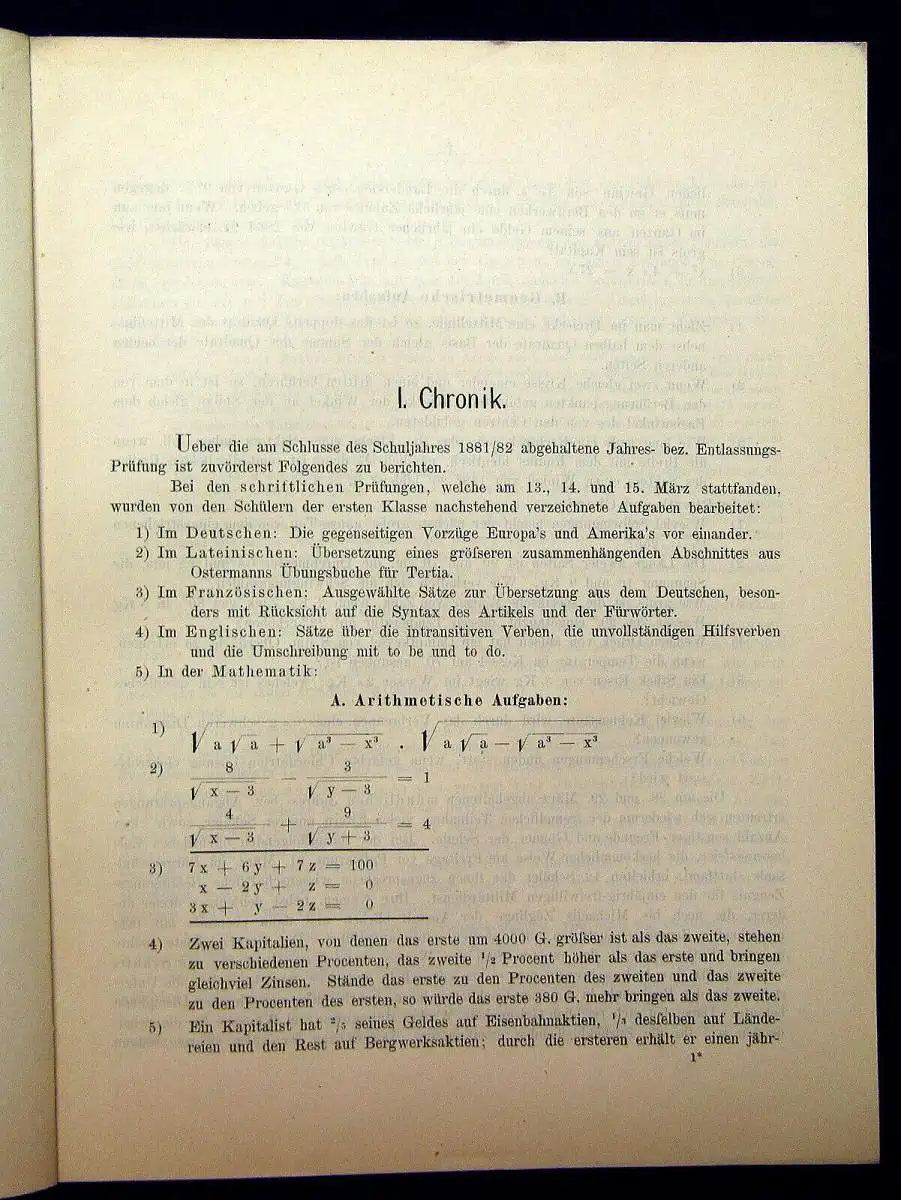 I. Chronik.
Ueber die am Schlusse des Schuljahres 1881/82 abgehaltene Jahres- bez. Entlassungs-
Prüfung ist zuvörderst Folgendes zu berichten.
Bei den schriftlichen Prüfungen, welche am 13., 14. und 15. März stattfanden,
wurden von den Schülern der ersten Klasse nachstehend verzeichnete Aufgaben bearbeitet:
1) Im Deutschen: Die gegenseitigen Vorzüge Europa's und Amerika's vor einander.
2) Im Lateinischen: Übersetzung eines gröfseren zusammenhängenden Abschnittes aus
Ostermanns Übungsbuche für Tertia.
3) Im Französischen: Ausgewählte Sätze zur Übersetzung aus dem Deutschen, beson-
ders mit Rücksicht auf die Syntax des Artikels und der Fürwörter.
4) Im Englischen: Sätze über die intransitiven Verben, die unvollständigen Hilfsverben
und die Umschreibung mit to be und to do.
5) In der Mathematik:
A. Arithmetische Aufgaben:
1) √a √a + √a³ — x³ . √a √a — √a³ — x³
2) 8/√x — 3 — 3/√y — 3 = 1
4/√x — 3 + 9/√y + 3 = 4
3) 7x + 6y + 7z = 100
x — 2y + z = 0
3x + y — 2z = 0
4) Zwei Kapitalien, von denen das erste um 4000 G. gröfser ist als das zweite, stehen
zu verschiedenen Procenten, das zweite ¹/₂ Procent höher als das erste und bringen
gleichviel Zinsen. Stände das erste zu den Procenten des zweiten und das zweite
zu den Procenten des ersten, so würde das erste 380 G. mehr bringen als das zweite.
5) Ein Kapitalist hat ²/₅ seines Geldes auf Eisenbahnaktien, ¹/₃ desfelben auf Lände-
reien und den Rest auf Bergwerksaktien; durch die ersteren erhält er einen jähr-
1*